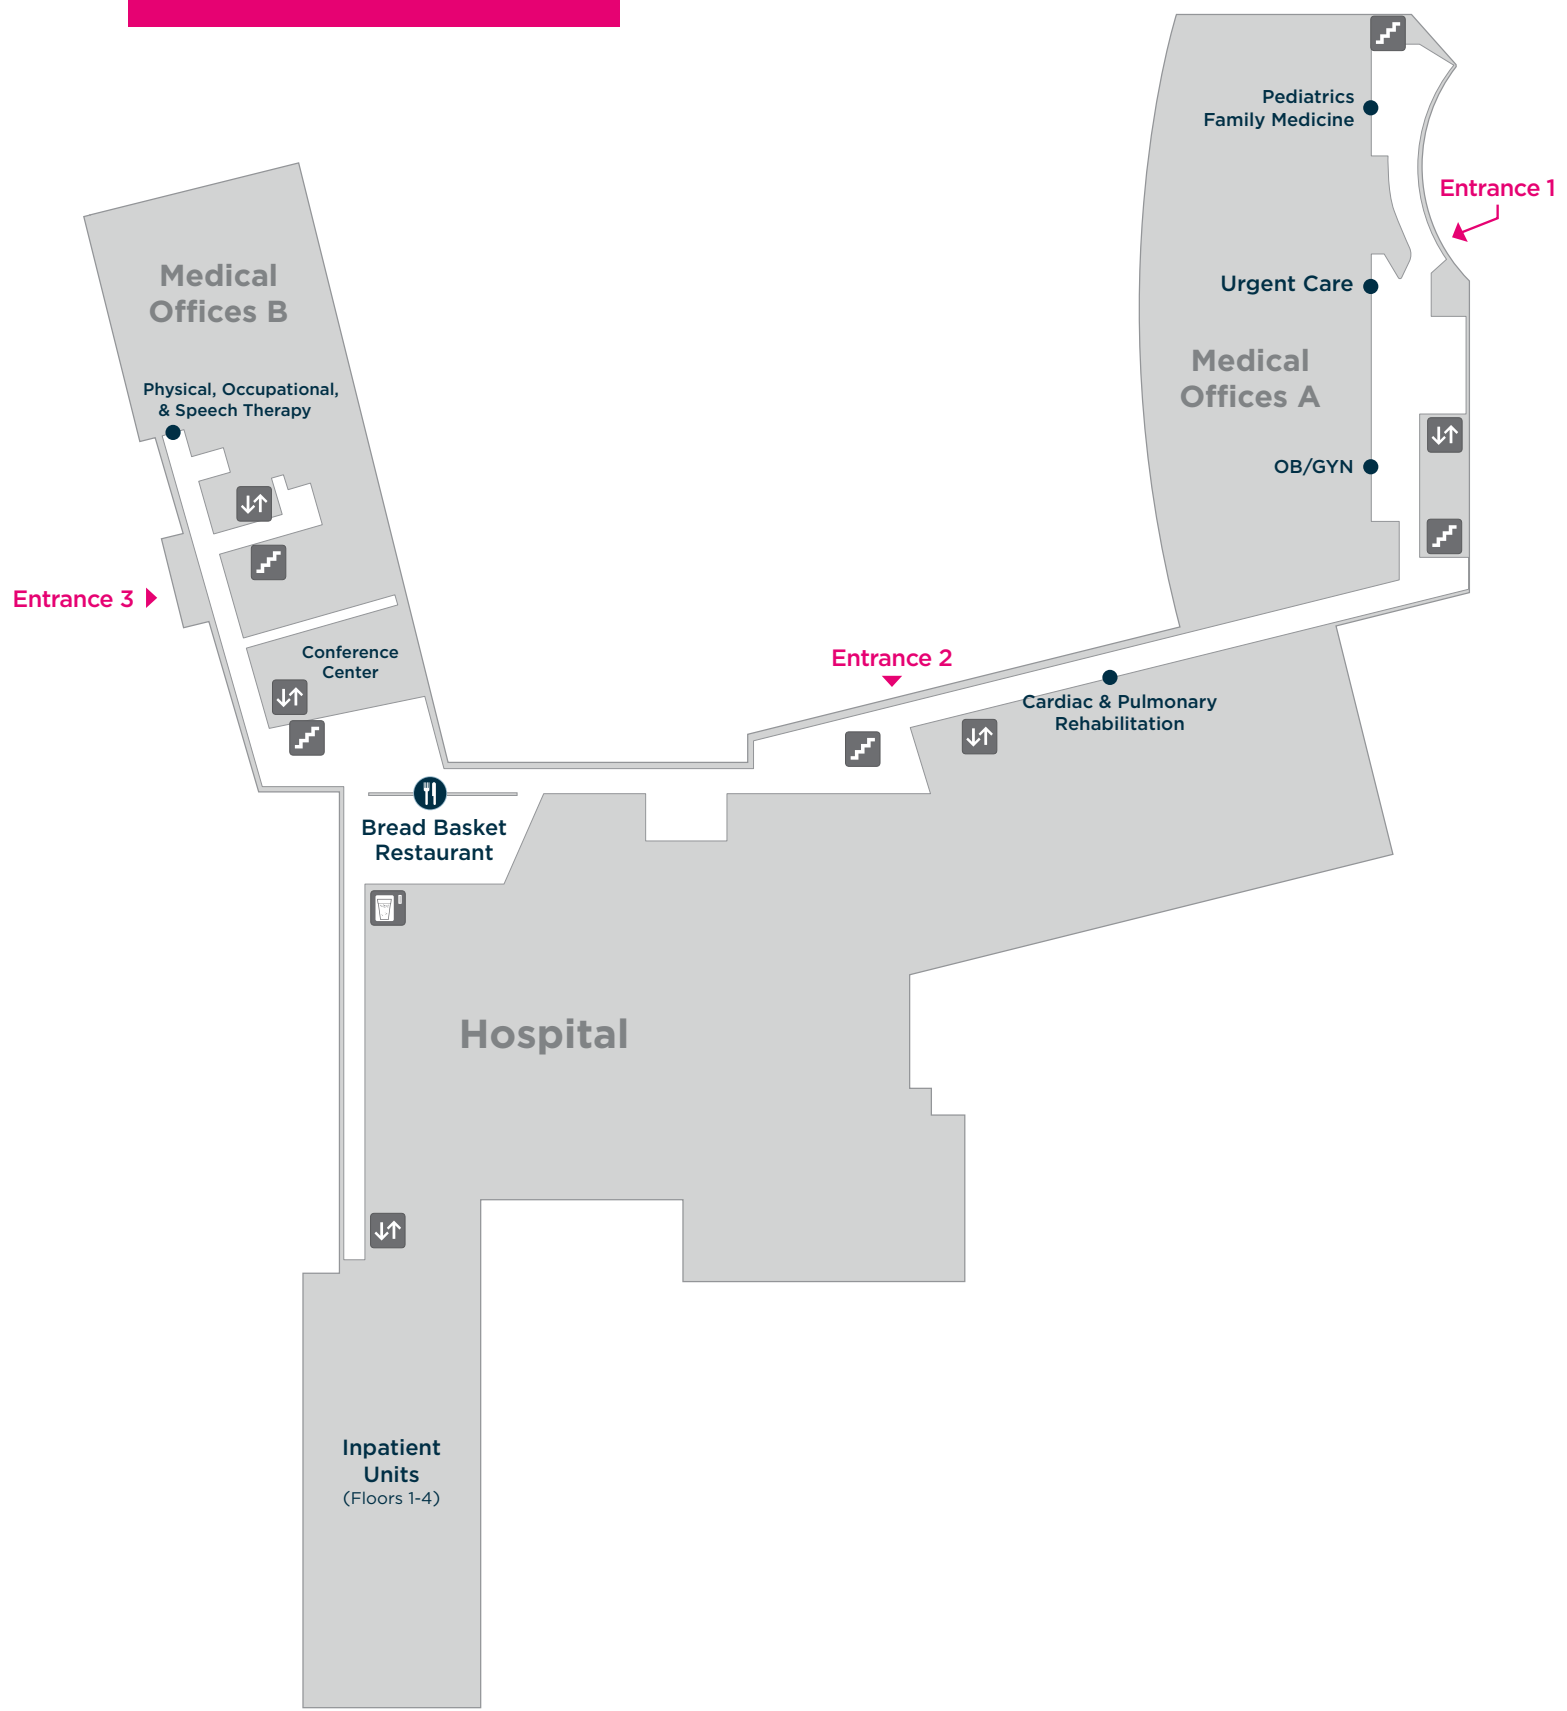 Pediatrics
Family Medicine
Entrance 1
Medical
Offices B
Urgent Care
Medical
Offices A
Physical, Occupational,
& Speech Therapy
OB/GYN
Entrance 3
Conference
Center
Entrance 2
Cardiac & Pulmonary
Rehabilitation
Bread Basket
Restaurant
Hospital
Inpatient
Units
(Floors 1-4)